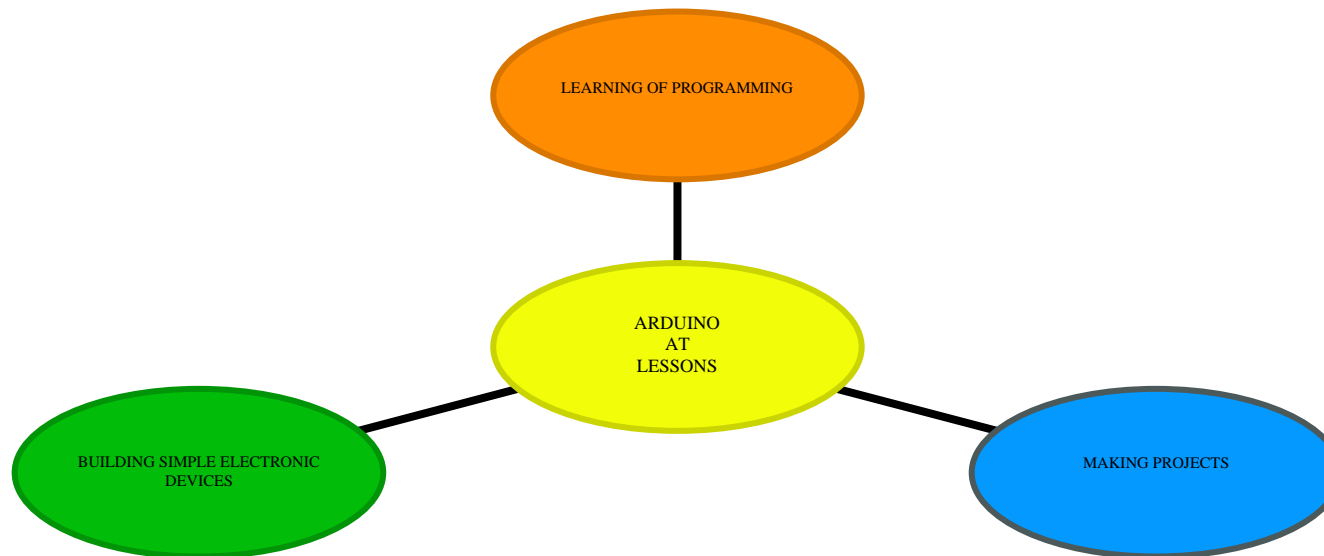 LEARNING OF PROGRAMMING
ARDUINO
AT
LESSONS
BUILDING SIMPLE ELECTRONIC
DEVICES
MAKING PROJECTS